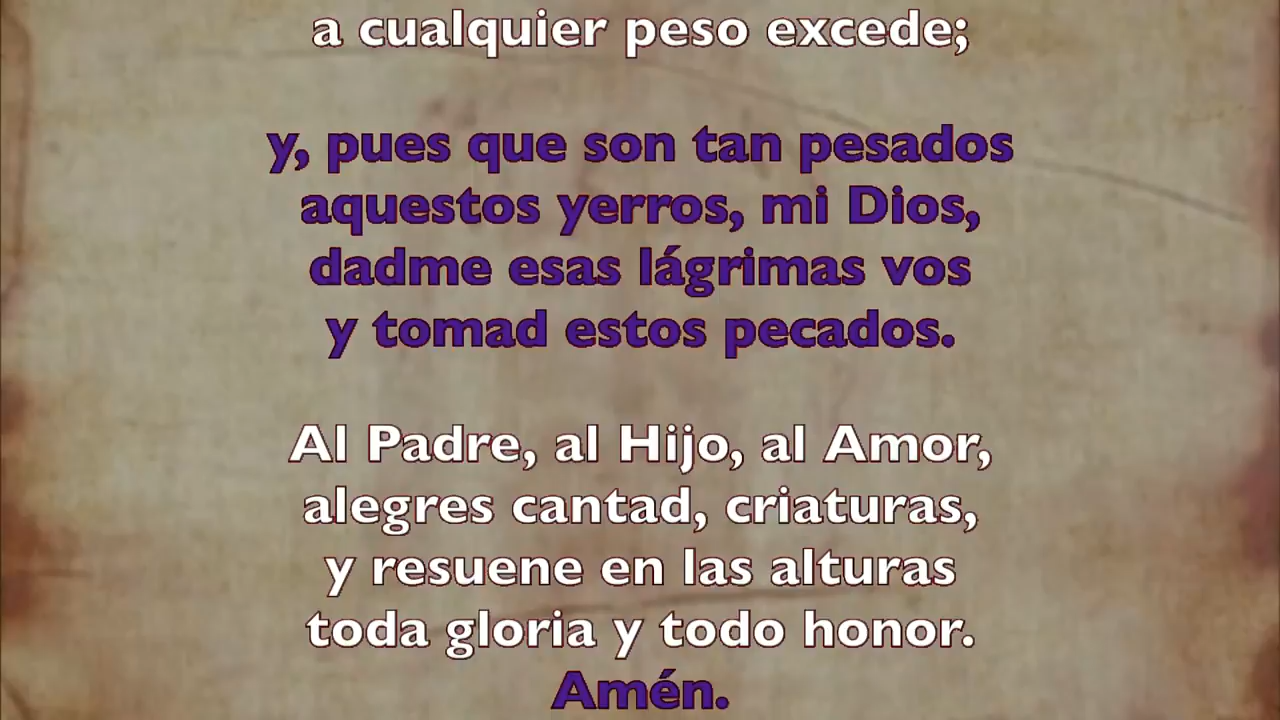 a cualquier peso excede;
y, pues que son tan pesados
aquestos yerros, mi Dios,
dadme esas lágrimas vos
y tomad estos pecados.
Al Padre, al Hijo, al Amor,
alegres cantad, criaturas,
y resuene en las alturas
toda gloria y todo honor.
Amén.